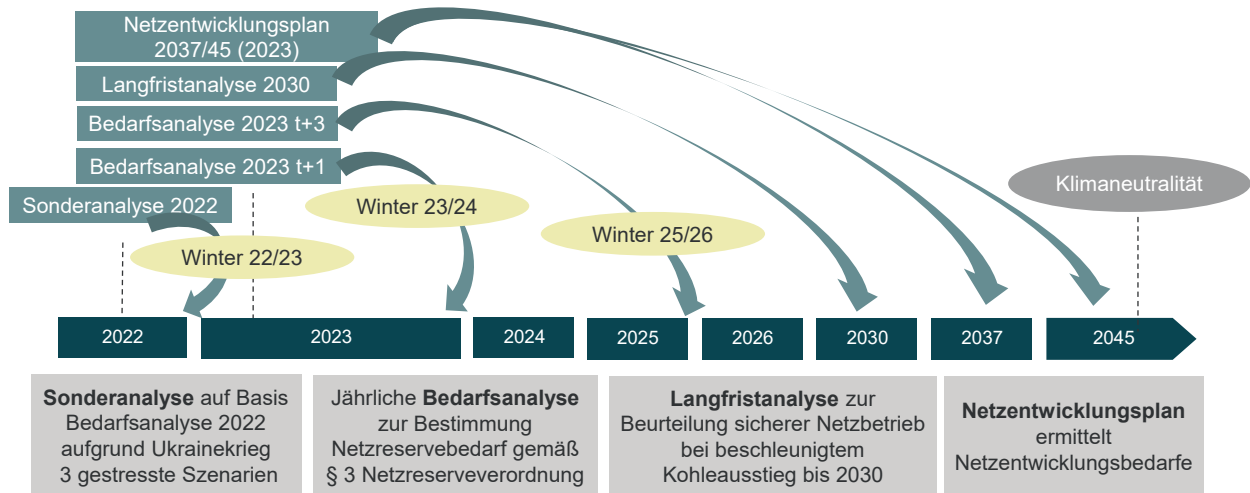 Netzentwicklungsplan
2037/45 (2023)
Langfristanalyse 2030
Bedarfsanalyse 2023 t+3
Bedarfsanalyse 2023 t+1
Sonderanalyse 2022
Winter 22/23
Winter 23/24
Winter 25/26
Klimaneutralität
2022
2023
2024
2025
2026
2030
2037
2045
Sonderanalyse auf Basis
Bedarfsanalyse 2022
aufgrund Ukrainekrieg
3 gestresste Szenarien
Jährliche Bedarfsanalyse
zur Bestimmung
Netzreservebedarf gemäß
§ 3 Netzreserveverordnung
Langfristanalyse zur
Beurteilung sicherer Netzbetrieb
bei beschleunigtem
Kohleausstieg bis 2030
Netzentwicklungsplan
ermittelt
Netzentwicklungsbedarfe